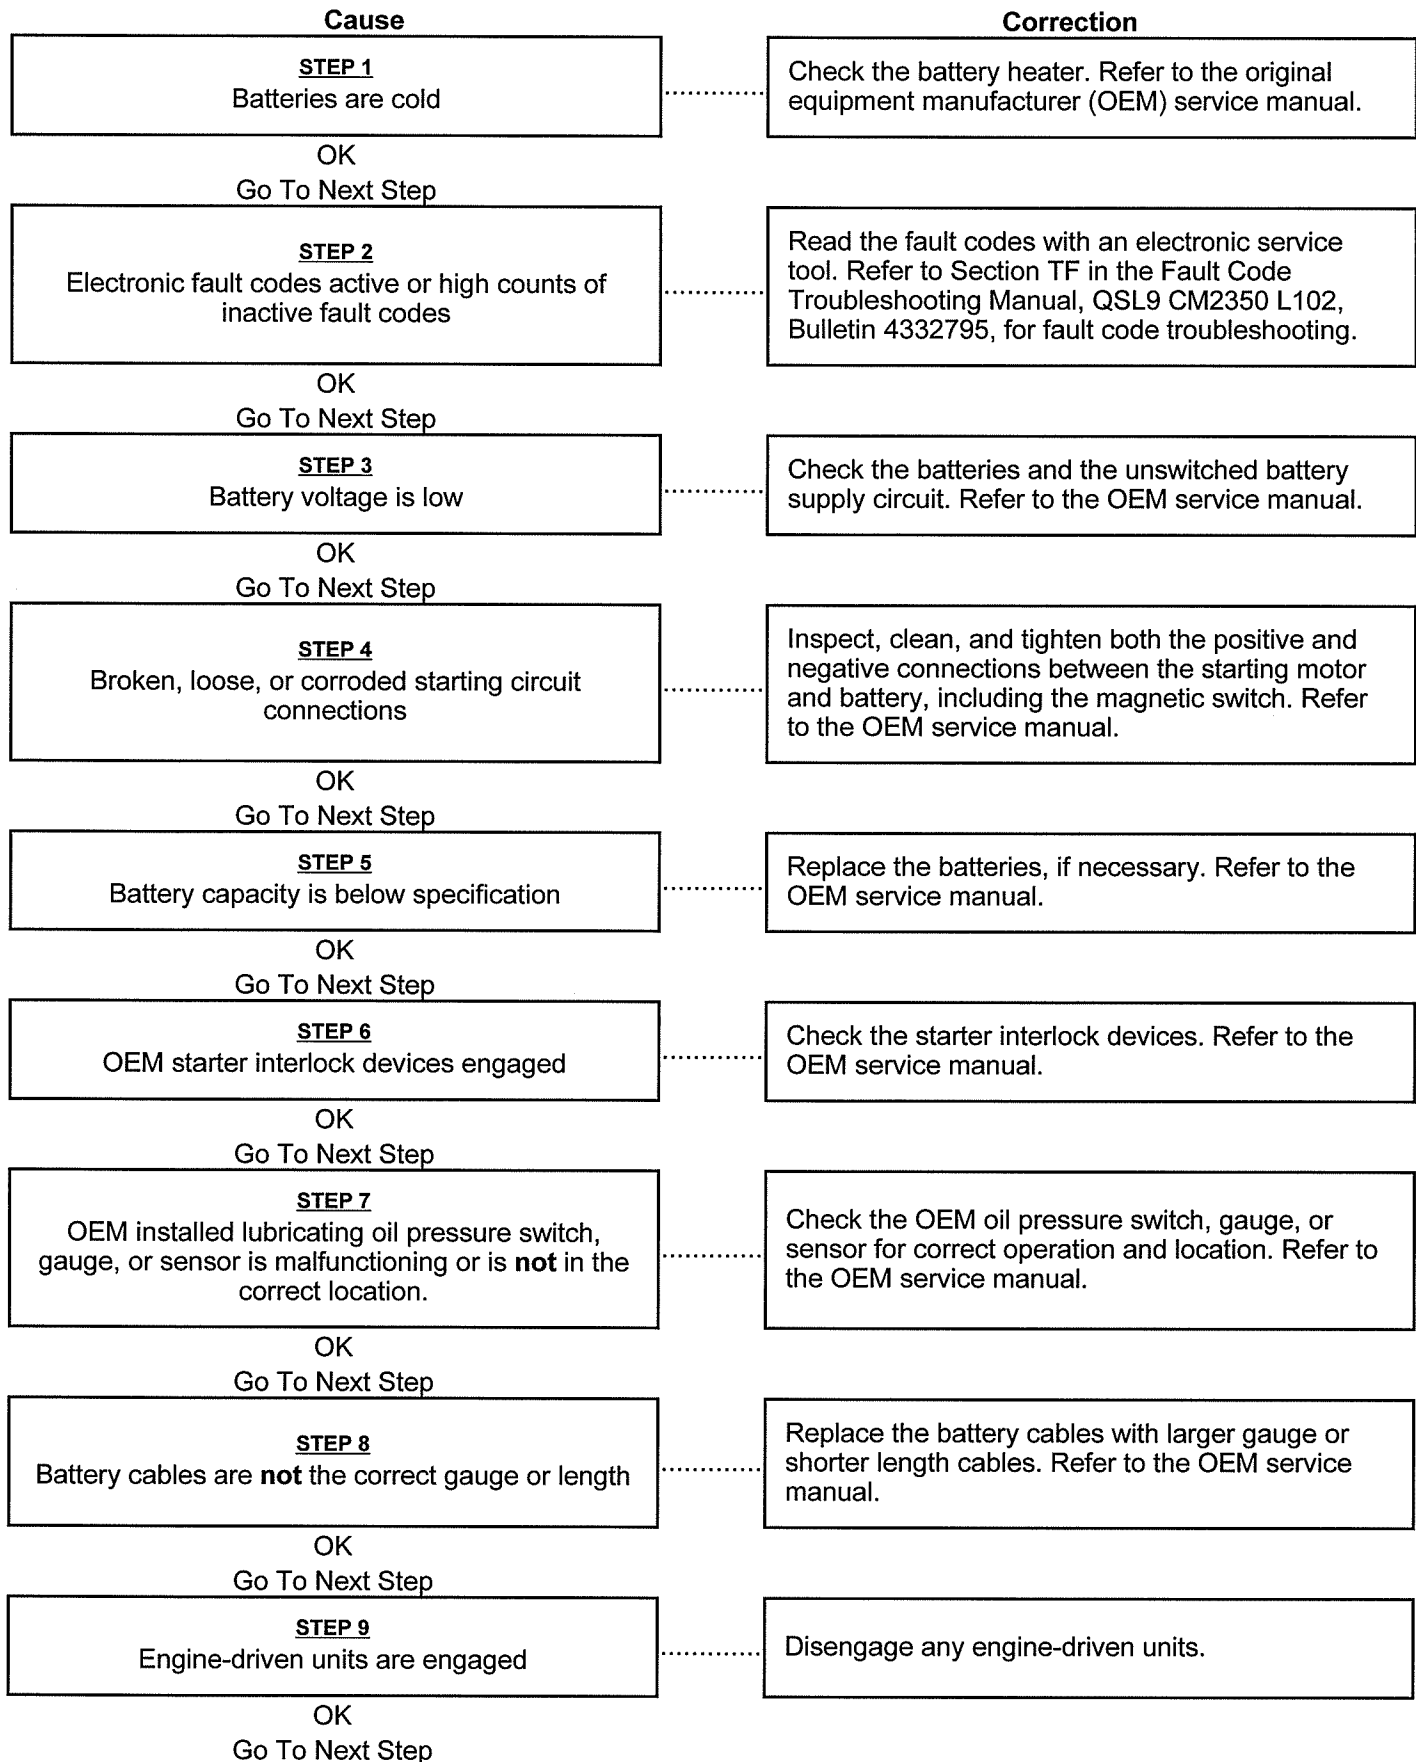 Cause
Correction
STEP 1
Batteries are cold
Check the battery heater. Refer to the original
equipment manufacturer (OEM) service manual.
OK
Go To Next Step
STEP 2
Electronic fault codes active or high counts of
inactive fault codes
Read the fault codes with an electronic service
tool. Refer to Section TF in the Fault Code
Troubleshooting Manual, QSL9 CM2350 L102,
Bulletin 4332795, for fault code troubleshooting.
OK
Go To Next Step
STEP 3
Battery voltage is low
Check the batteries and the unswitched battery
supply circuit. Refer to the OEM service manual.
OK
Go To Next Step
STEP 4
Broken, loose, or corroded starting circuit
connections
Inspect, clean, and tighten both the positive and
negative connections between the starting motor
and battery, including the magnetic switch. Refer
to the OEM service manual.
OK
Go To Next Step
STEP 5
Battery capacity is below specification
Replace the batteries, if necessary. Refer to the
OEM service manual.
OK
Go To Next Step
STEP 6
OEM starter interlock devices engaged
Check the starter interlock devices. Refer to the
OEM service manual.
OK
Go To Next Step
STEP 7
OEM installed lubricating oil pressure switch,
gauge, or sensor is malfunctioning or is not in the
correct location.
Check the OEM oil pressure switch, gauge, or
sensor for correct operation and location. Refer to
the OEM service manual.
OK
Go To Next Step
STEP 8
Battery cables are not the correct gauge or length
Replace the battery cables with larger gauge or
shorter length cables. Refer to the OEM service
manual.
OK
Go To Next Step
STEP 9
Engine-driven units are engaged
Disengage any engine-driven units.
OK
Go To Next Step